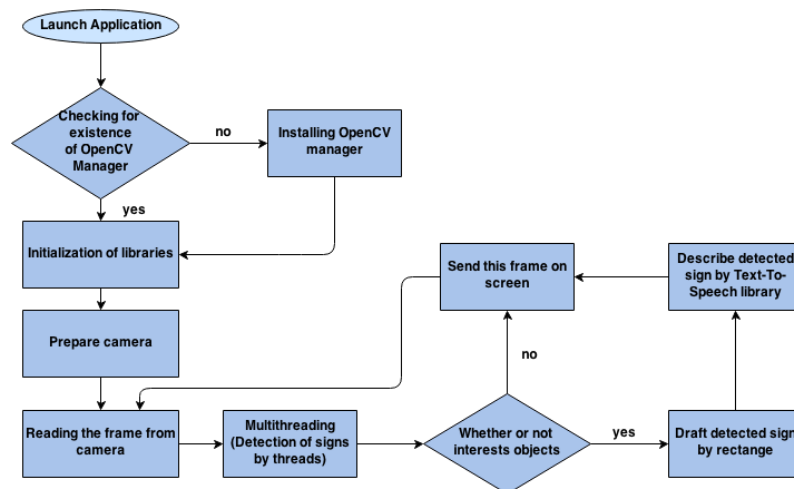 Launch Application
Checking for
existence
of OpenCV
Manager
no
Installing OpenCV
manager
yes
Initialization of libraries
Send this frame on
screen
Describe detected
sign by Text-To-
Speech library
Prepare camera
no
Reading the frame from
camera
Multithreading
(Detection of signs
by threads)
Whether or not
interests objects
yes
Draft detected sign
by rectange